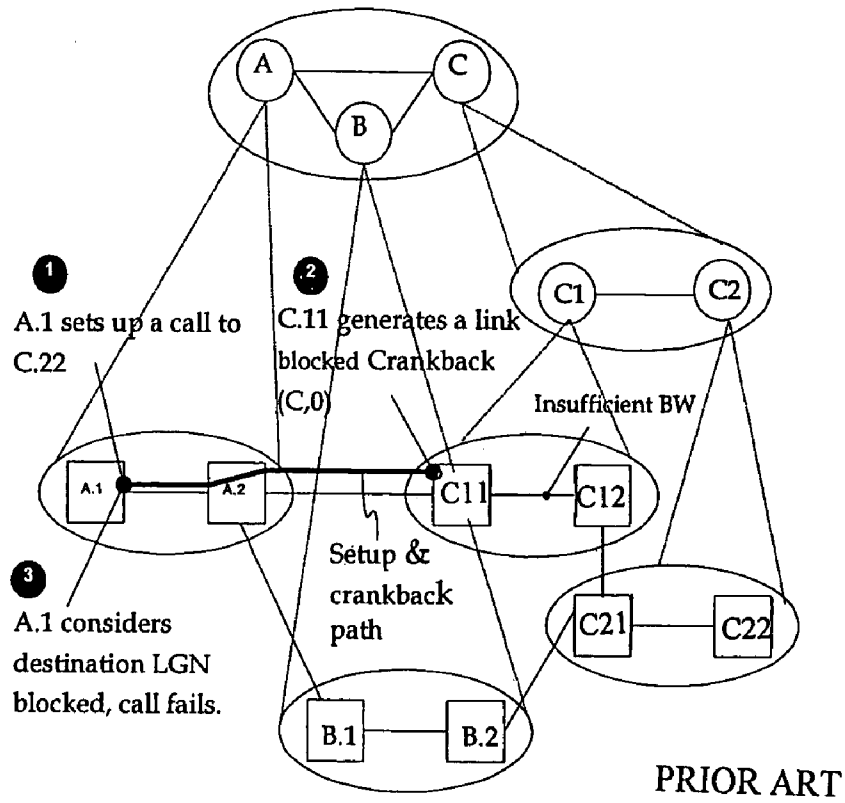 A
C
B
1
2
A.1 sets up a call to
C.22
C.11 generates a link
blocked Crankback
(C,0)
C1
C2
Insufficient BW
A.1
A.2
C11
C12
Setup &
crankback
path
3
A.1 considers
destination LGN
blocked, call fails.
C21
C22
B.1
B.2
PRIOR ART